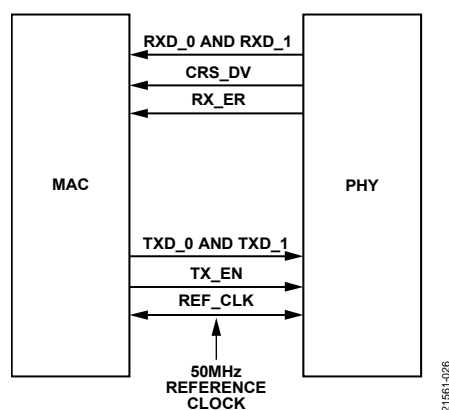 RXD_0 AND RXD_1
CRS_DV
RX_ER
MAC
PHY
TXD_0 AND TXD_1
TX_EN
REF_CLK
50MHz
REFERENCE
CLOCK
21561-026